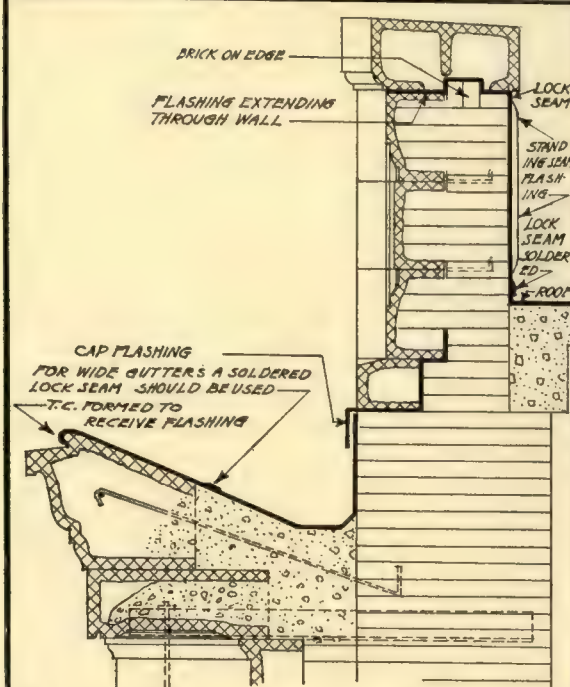 BRICK ON EDGE
FLASHING EXTENDING
THROUGH WALL
LOCK
SEAM
STAND
ING SEAM
FLASH-
ING
LOCK
SEAM
SOLDER
ED
ROOF
CAP FLASHING
FOR WIDE GUTTERS A SOLDERED
LOCK SEAM SHOULD BE USED
T.C. FORMED TO
RECEIVE FLASHING